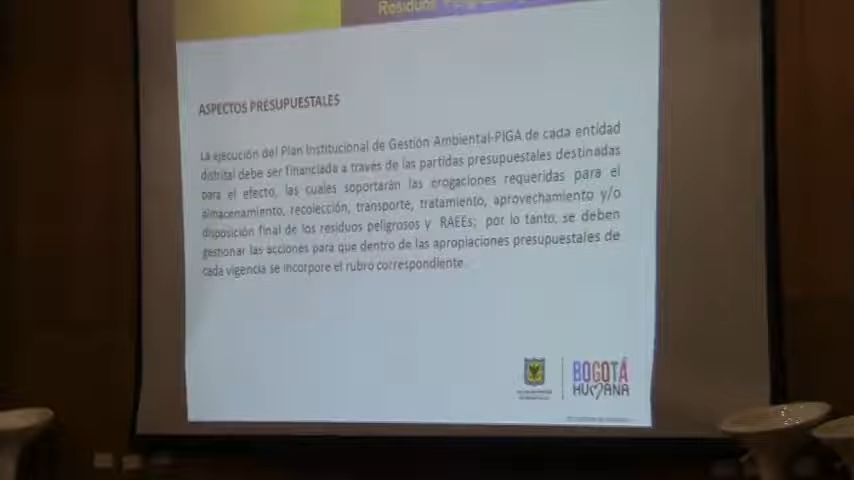 Residuos
ASPECTOS PRESUPUESTALES
La ejecución del Plan Institucional de Gestión Ambiental-PIGA de cada entidad
distrital debe ser financiada a través de las partidas presupuestales destinadas
para el efecto, las cuales soportarán las erogaciones requeridas para el
almacenamiento, recolección, transporte, tratamiento, aprovechamiento y/o
disposición final de los residuos peligrosos y RAEEs; por lo tanto, se deben
gestionar las acciones para que dentro de las apropiaciones presupuestales de
cada vigencia se incorpore el rubro correspondiente.
BOGOTÁ
HUMANA